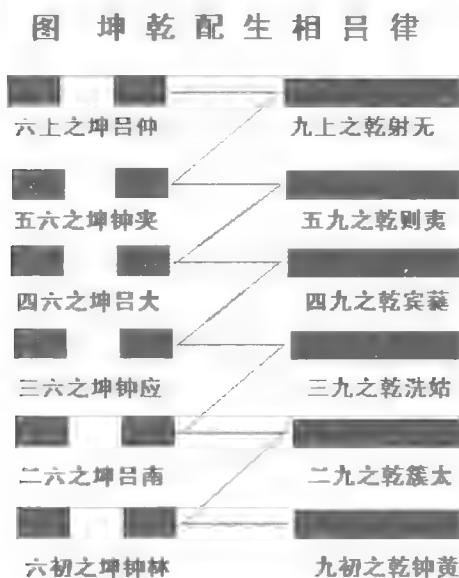 律吕相生配乾坤图
无射乾之上九
仲吕坤之上六
夷则乾之九五
夹钟坤之六五
蕤宾乾之九四
大吕坤之六四
姑洗乾之九三
应钟坤之六三
太簇乾之九二
南吕坤之六二
黄钟乾之初九
林钟坤之初六